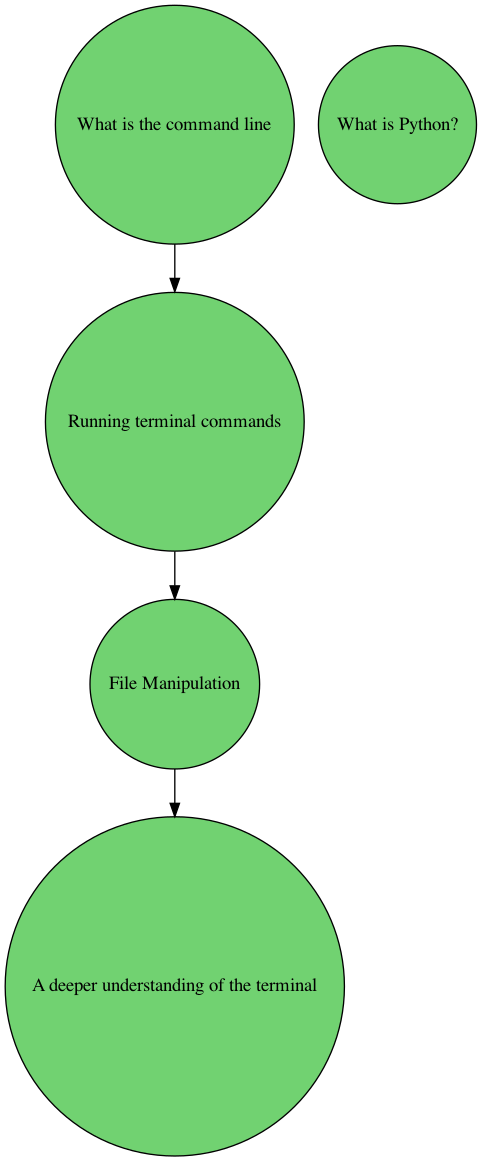 What is the command line
What is Python?
Running terminal commands
File Manipulation
A deeper understanding of the terminal